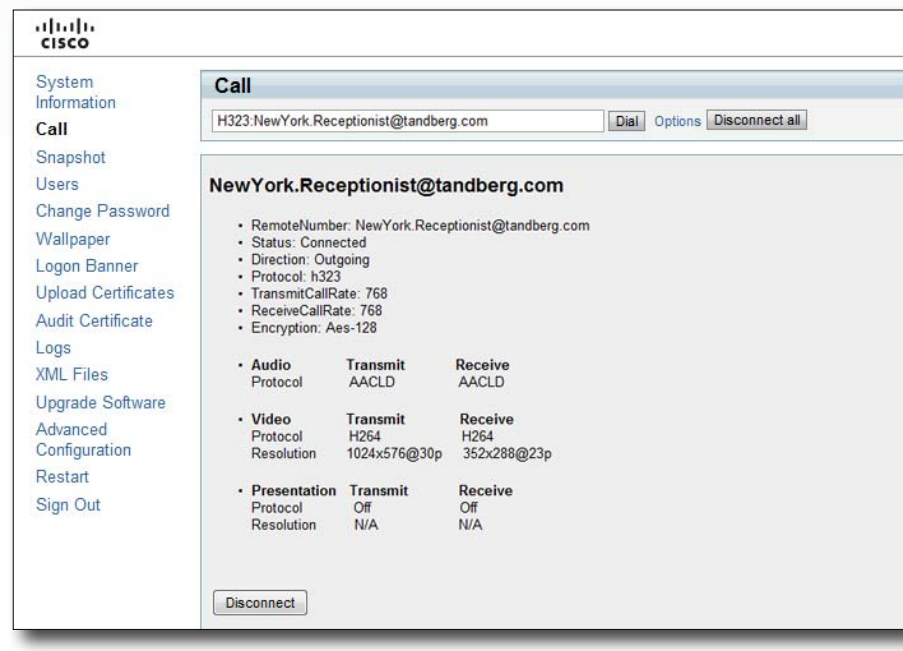 CISCO
System
Information
Call
Snapshot
Users
Change Password
Wallpaper
Logon Banner
Upload Certificates
Audit Certificate
Logs
XML Files
Upgrade Software
Advanced
Configuration
Restart
Sign Out
Call
H323:NewYork.Receptionist@tandberg.com Dial Options Disconnect all
NewYork.Receptionist@tandberg.com
• RemoteNumber: NewYork.Receptionist@tandberg.com
• Status: Connected
• Direction: Outgoing
• Protocol: h323
• TransmitCallRate: 768
• ReceiveCallRate: 768
• Encryption: Aes-128
• Audio Transmit Receive
Protocol AACLD AACLD
• Video Transmit Receive
Protocol H264 H264
Resolution 1024x576@30p 352x288@23p
• Presentation Transmit Receive
Protocol Off Off
Resolution N/A N/A
Disconnect